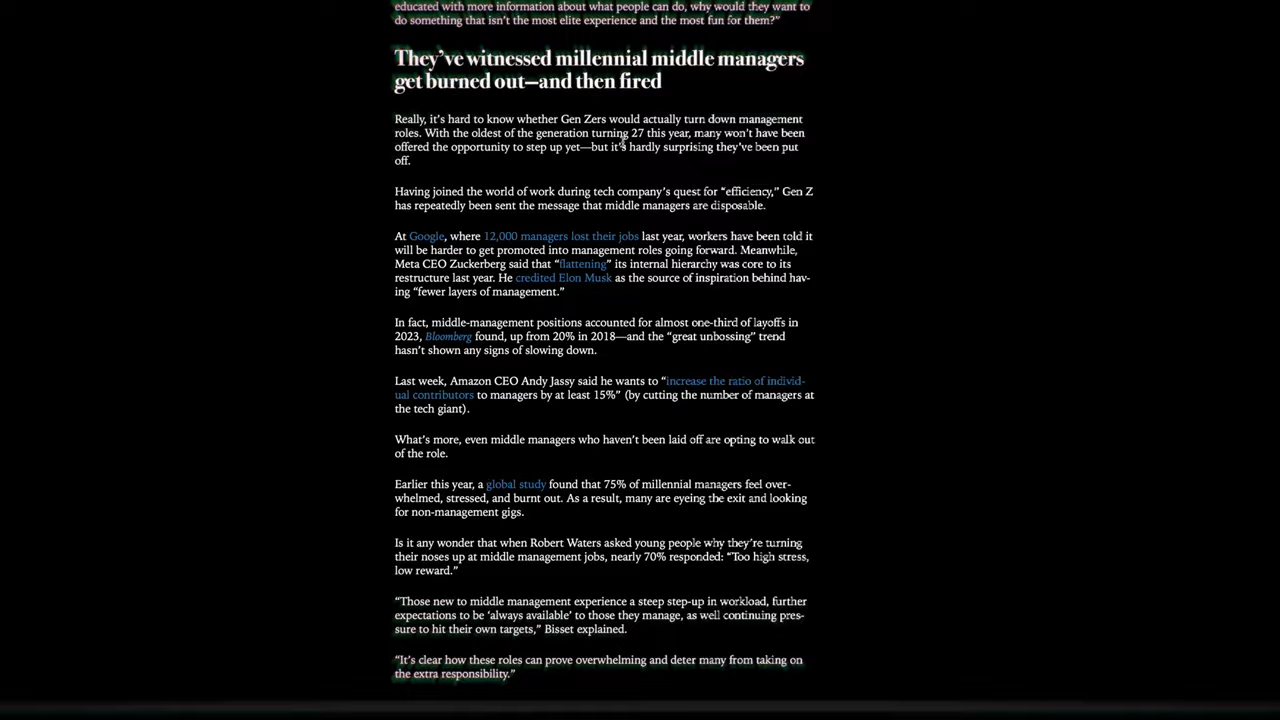 educated with more information about what people can do, why would they want to
do something that isn't the most elite experience and the most fun for them?”
They've witnessed millennial middle managers
get burned out—and then fired
Really, it's hard to know whether Gen Zers would actually turn down management
roles. With the oldest of the generation turning 27 this year, many won't have been
offered the opportunity to step up yet—but it's hardly surprising they've been put
off.
Having joined the world of work during tech company's quest for “efficiency,” Gen Z
has repeatedly been sent the message that middle managers are disposable.
At Google, where 12,000 managers lost their jobs last year, workers have been told it
will be harder to get promoted into management roles going forward. Meanwhile,
Meta CEO Zuckerberg said that “flattening” its internal hierarchy was core to its
restructure last year. He credited Elon Musk as the source of inspiration behind hav-
ing “fewer layers of management.”
In fact, middle-management positions accounted for almost one-third of layoffs in
2023, Bloomberg found, up from 20% in 2018—and the “great unbossing” trend
hasn't shown any signs of slowing down.
Last week, Amazon CEO Andy Jassy said he wants to “increase the ratio of individ-
ual contributors to managers by at least 15%” (by cutting the number of managers at
the tech giant).
What's more, even middle managers who haven't been laid off are opting to walk out
of the role.
Earlier this year, a global study found that 75% of millennial managers feel over-
whelmed, stressed, and burnt out. As a result, many are eyeing the exit and looking
for non-management gigs.
Is it any wonder that when Robert Waters asked young people why they're turning
their noses up at middle management jobs, nearly 70% responded: “Too high stress,
low reward.”
“Those new to middle management experience a steep step-up in workload, further
expectations to be ‘always available’ to those they manage, as well continuing pres-
sure to hit their own targets,” Bisset explained.
“It's clear how these roles can prove overwhelming and deter many from taking on
the extra responsibility.”